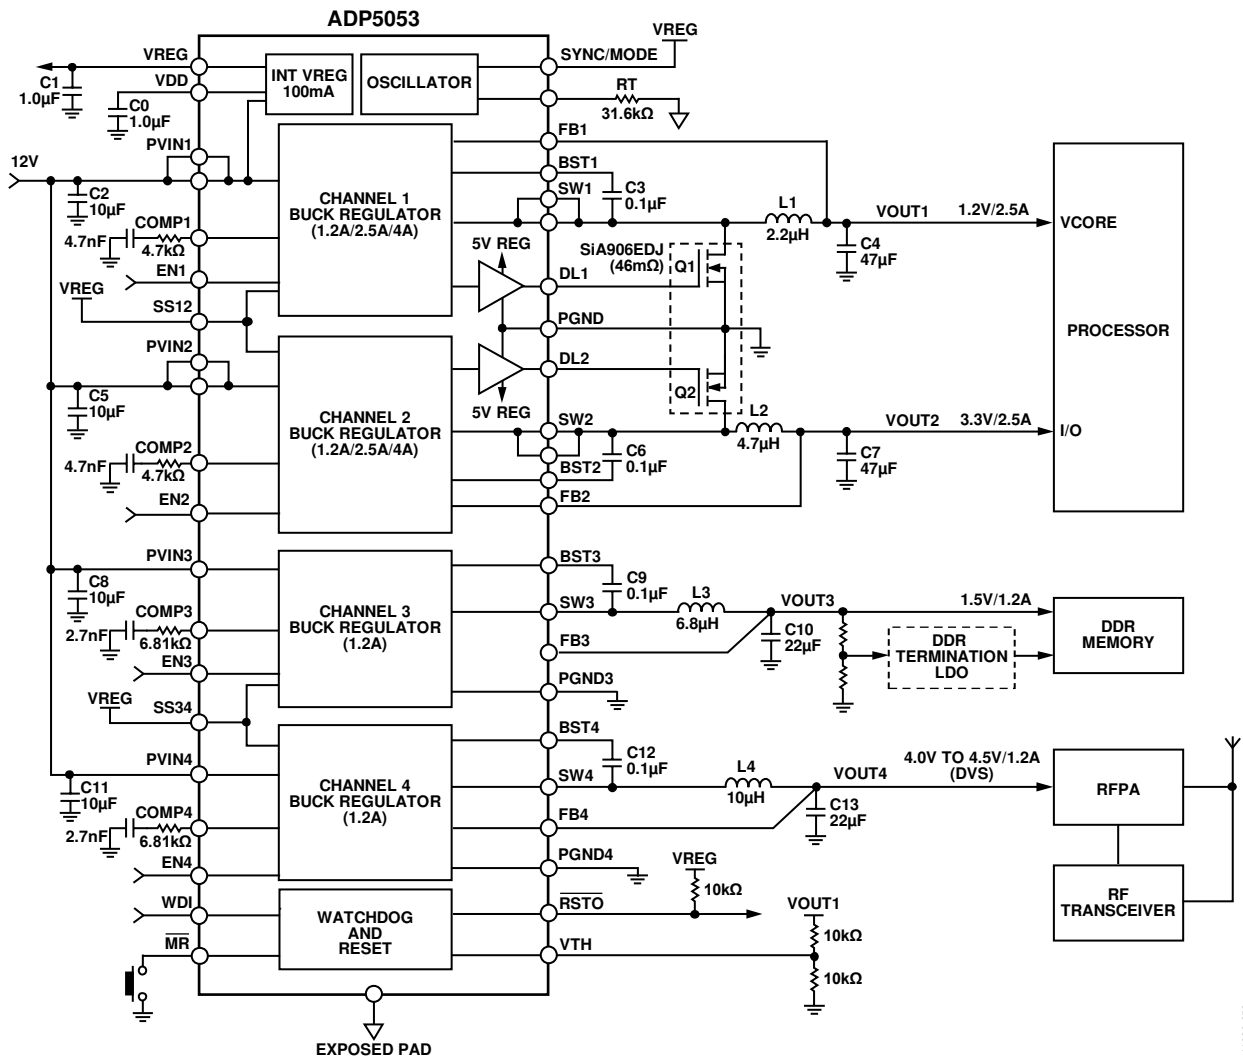 ADP5053
VREG
VREG
SYNC/MODE
VDD
INT VREG
100mA
OSCILLATOR
C1
1.0µF
C0
1.0µF
RT
31.6kΩ
FB1
PVIN1
12V
BST1
C2
10µF
SW1
C3
0.1µF
CHANNEL 1
BUCK REGULATOR
(1.2A/2.5A/4A)
L1
2.2µH
VOUT1
1.2V/2.5A
VCORE
COMP1
4.7nF
4.7kΩ
C4
47µF
EN1
5V REG
SiA906EDJ
(46mΩ)
Q1
DL1
VREG
SS12
PGND
PROCESSOR
PVIN2
DL2
C5
10µF
5V REG
Q2
CHANNEL 2
BUCK REGULATOR
(1.2A/2.5A/4A)
SW2
L2
4.7µH
VOUT2
3.3V/2.5A
I/O
COMP2
4.7nF
4.7kΩ
C6
0.1µF
C7
47µF
BST2
EN2
FB2
PVIN3
BST3
C8
10µF
C9
0.1µF
COMP3
2.7nF
6.81kΩ
CHANNEL 3
BUCK REGULATOR
(1.2A)
SW3
L3
6.8µH
VOUT3
1.5V/1.2A
C10
22µF
DDR
TERMINATION
LDO
DDR
MEMORY
FB3
EN3
PGND3
VREG
SS34
BST4
PVIN4
C12
0.1µF
C11
10µF
CHANNEL 4
BUCK REGULATOR
(1.2A)
SW4
L4
10µH
VOUT4
4.0V TO 4.5V/1.2A
(DVS)
RFPA
COMP4
2.7nF
6.81kΩ
C13
22µF
FB4
EN4
PGND4
VREG
10kΩ
WDI
RSTO
WATCHDOG
AND
RESET
MR
VTH
VOUT1
10kΩ
10kΩ
RF
TRANSCEIVER
EXPOSED PAD